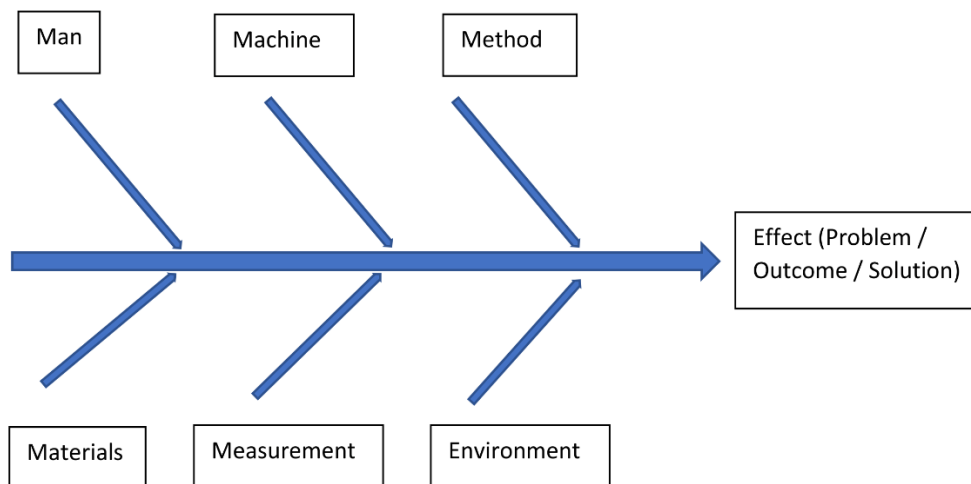 Man
Machine
Method
Effect (Problem /
Outcome / Solution)
Materials
Measurement
Environment